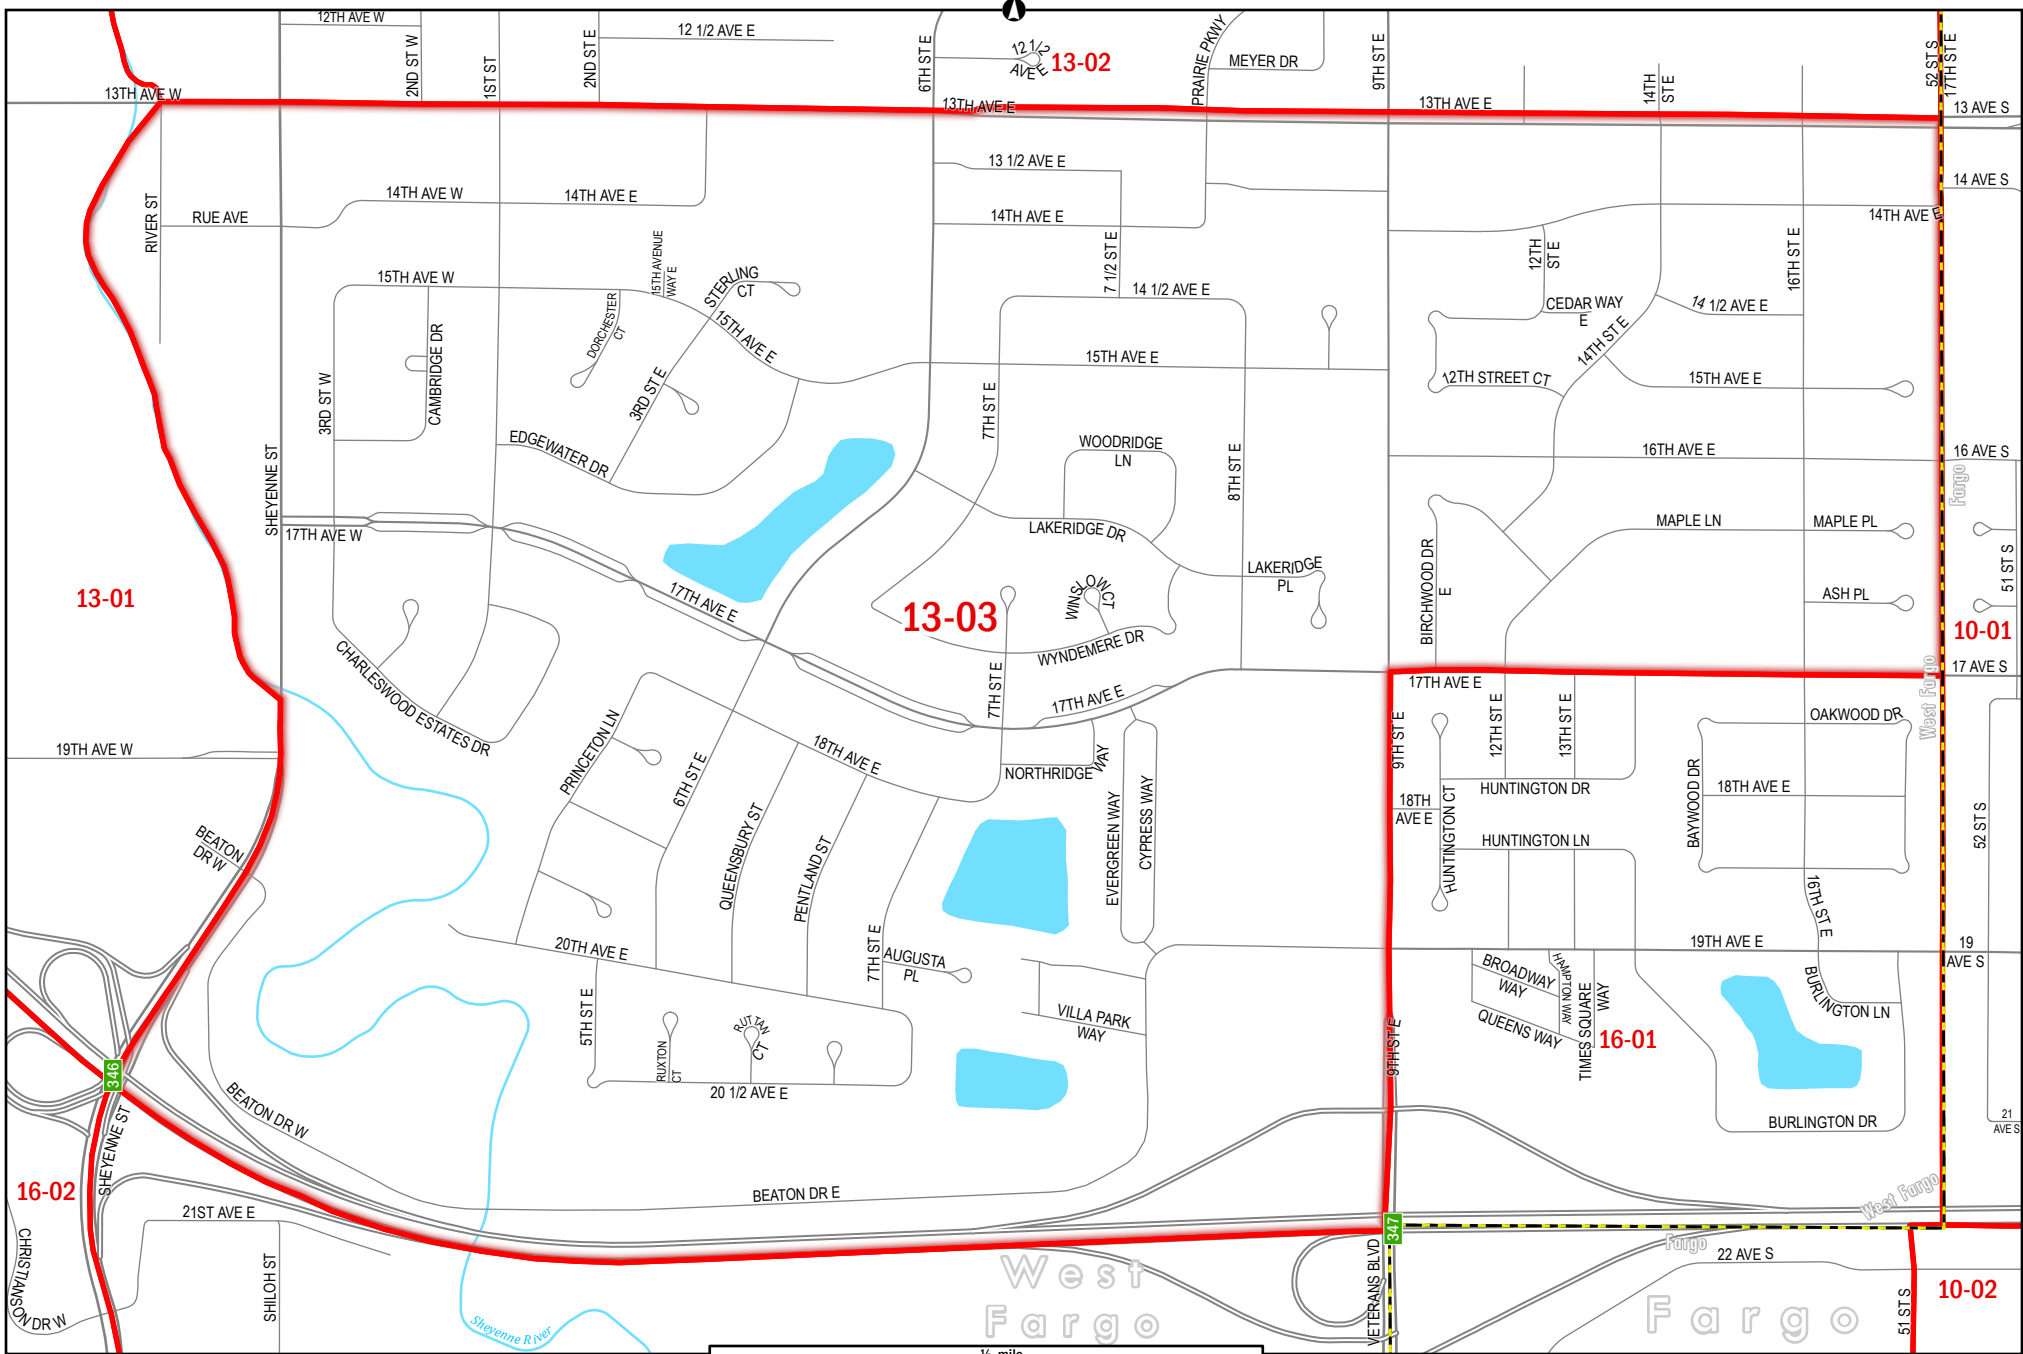 12TH AVE W
2ND ST W
1ST ST
2ND ST E
12 1/2 AVE E
6TH ST E
12 1/2
AVE E
13-02
PRAIRIE PKWY
MEYER DR
9TH ST E
14TH
ST E
52 ST S
17TH ST E
13TH AVE W
13TH AVE E
13TH AVE E
13 AVE S
RIVER ST
RUE AVE
14TH AVE W
14TH AVE E
13 1/2 AVE E
14TH AVE E
7 1/2 ST E
14 AVE S
14TH AVE E
12TH
ST E
16TH ST E
15TH AVE W
15TH AVENUE
WAY E
STERLING
CT
DORCHESTER
CT
15TH AVE E
14 1/2 AVE E
CEDAR WAY
E
14 1/2 AVE E
14TH ST E
3RD ST W
CAMBRIDGE DR
3RD ST E
15TH AVE E
7TH ST E
12TH STREET CT
15TH AVE E
EDGEWATER DR
SHEYENNE ST
WOODRIDGE
LN
8TH ST E
16TH AVE E
16 AVE S
Fargo
17TH AVE W
LAKERIDGE DR
MAPLE LN
MAPLE PL
BIRCHWOOD DR
E
51 ST S
13-01
17TH AVE E
13-03
WINSLOW CT
LAKERIDGE
PL
ASH PL
10-01
CHARLESWOOD ESTATES DR
WYNDEMERE DR
7TH ST E
17TH AVE E
17TH AVE E
17 AVE S
West Fargo
19TH AVE W
PRINCETON LN
6TH ST E
18TH AVE E
NORTHRIDGE
WAY
9TH ST E
12TH ST E
13TH ST E
OAKWOOD DR
BEATON
DR W
QUEENSBURY ST
PENTLAND ST
EVERGREEN WAY
CYPRESS WAY
18TH
AVE E
HUNTINGTON CT
HUNTINGTON DR
HUNTINGTON LN
BAYWOOD DR
18TH AVE E
52 ST S
16TH ST E
20TH AVE E
7TH ST E
AUGUSTA
PL
19TH AVE E
19
AVE S
BROADWAY
WAY
HAMPTON WAY
TIMES SQUARE
WAY
QUEENS WAY
BURLINGTON LN
5TH ST E
RUXTON
CT
RUTTAN
CT
VILLA PARK
WAY
9TH ST E
16-01
346
20 1/2 AVE E
BEATON DR W
BURLINGTON DR
21
AVE S
SHEYENNE ST
16-02
BEATON DR E
West Fargo
21ST AVE E
347
Fargo
CHRISTIANSON DR W
SHILOH ST
West
Fargo
VETERANS BLVD
22 AVE S
Fargo
51 ST S
10-02
Sheyenne River